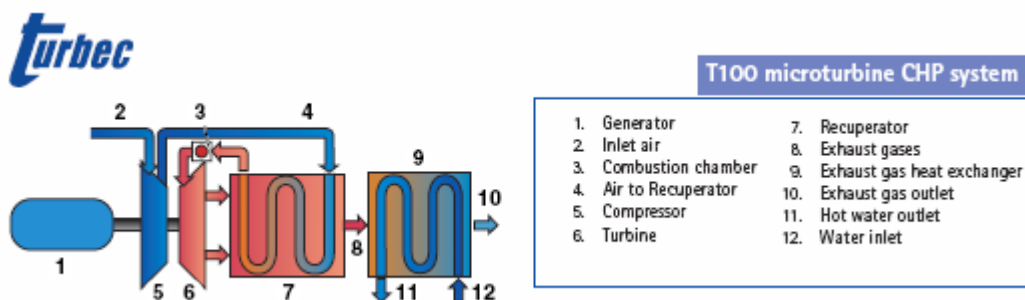 turbec
T100 microturbine CHP system
2 3 4
9
10
1
5 6 7
8
11 12
1. Generator
2. Inlet air
3. Combustion chamber
4. Air to Recuperator
5. Compressor
6. Turbine
7. Recuperator
8. Exhaust gases
9. Exhaust gas heat exchanger
10. Exhaust gas outlet
11. Hot water outlet
12. Water inlet